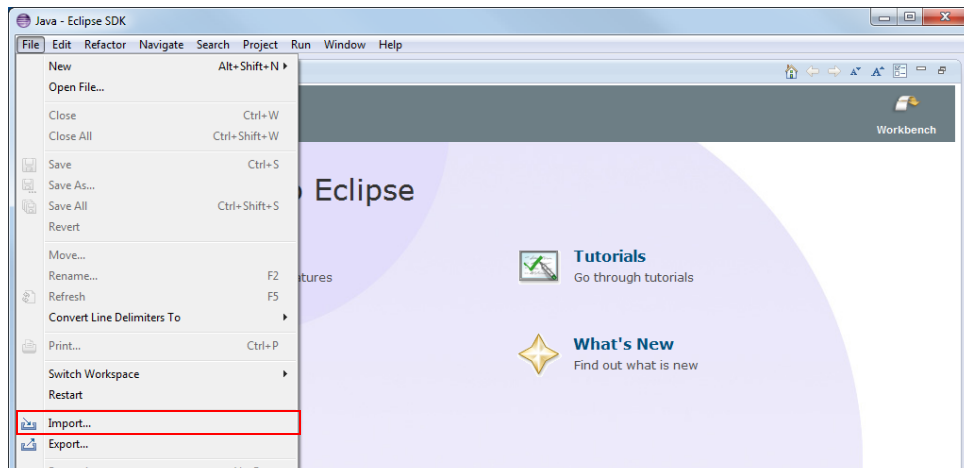 Java - Eclipse SDK
File Edit Refactor Navigate Search Project Run Window Help
New Alt+Shift+N
Open File...
Close Ctrl+W
Close All Ctrl+Shift+W
Save Ctrl+S
Save As...
Save All Ctrl+Shift+S
Revert
Move...
Rename... F2
Refresh F5
Convert Line Delimiters To
Print... Ctrl+P
Switch Workspace
Restart
Import...
Export...
Workbench
Eclipse
atures
Tutorials
Go through tutorials
What's New
Find out what is new